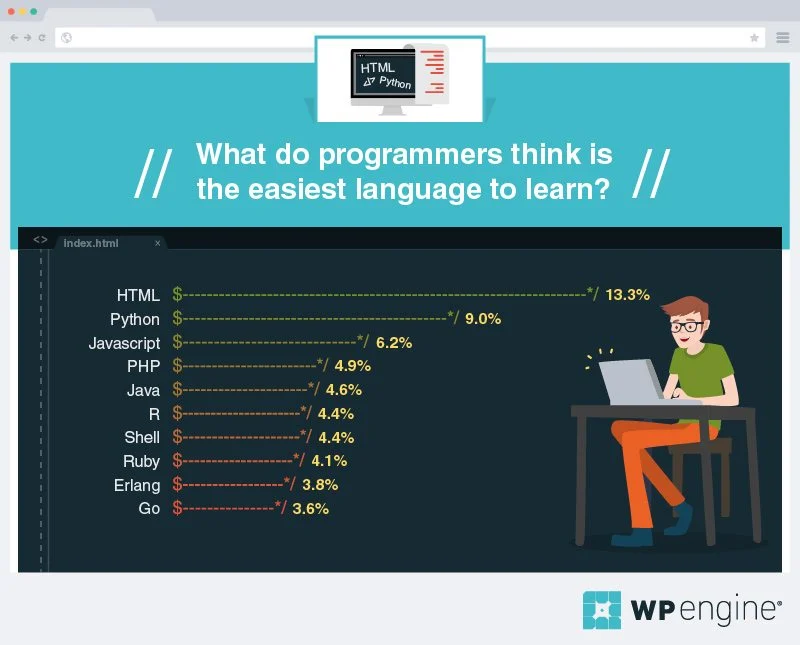 HTML
Python
// What do programmers think is //
the easiest language to learn?
<> index.html x
HTML $----------------------------------------------------*/ 13.3%
Python $----------------------------------*/ 9.0%
Javascript $----------------------*/ 6.2%
PHP $-----------------*/ 4.9%
Java $----------------*/ 4.6%
R $---------------*/ 4.4%
Shell $---------------*/ 4.4%
Ruby $--------------*/ 4.1%
Erlang $-------------*/ 3.8%
Go $------------*/ 3.6%
WP engine®